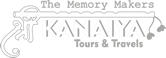 The Memory Makers
श्री KANAIYA
Tours & Travels